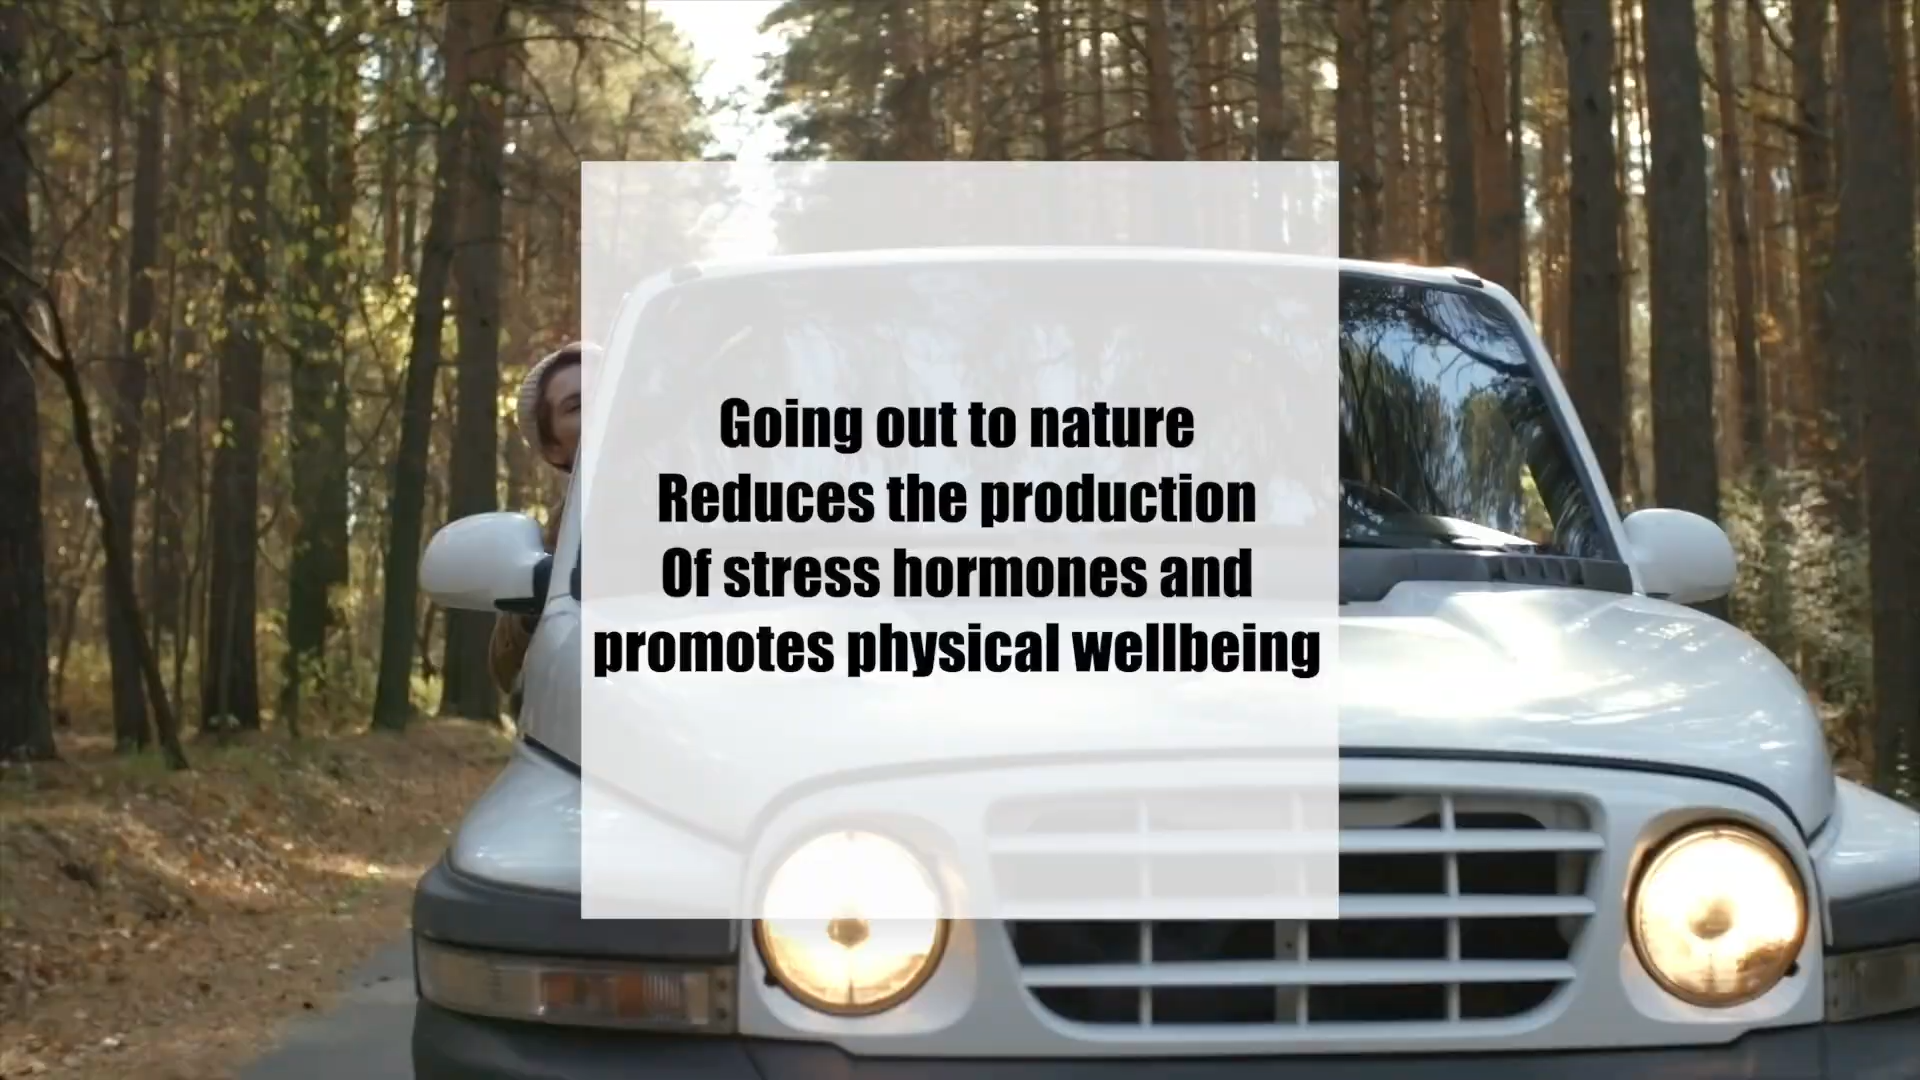 Going out to nature
Reduces the production
Of stress hormones and
promotes physical wellbeing